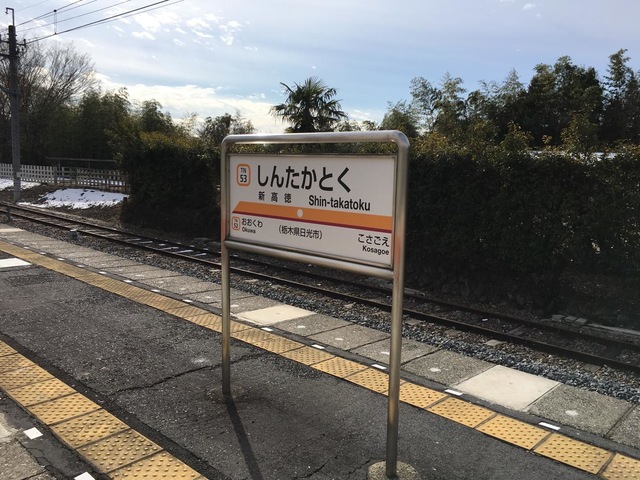 TN
53
しんたかとく
新高徳 Shin-takatoku
TN
52
おおくわ
Okuwa
(栃木県日光市)
こさごえ
Kosagoe